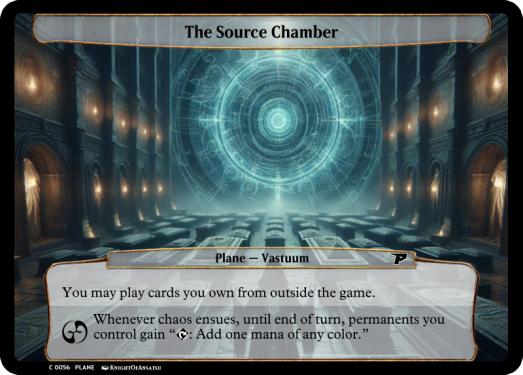 The Source Chamber
Plane — Vastuum
You may play cards you own from outside the game.
Whenever chaos ensues, until end of turn, permanents you
control gain “: Add one mana of any color.”
C 0056 PLANE KnightOfAnsatsu